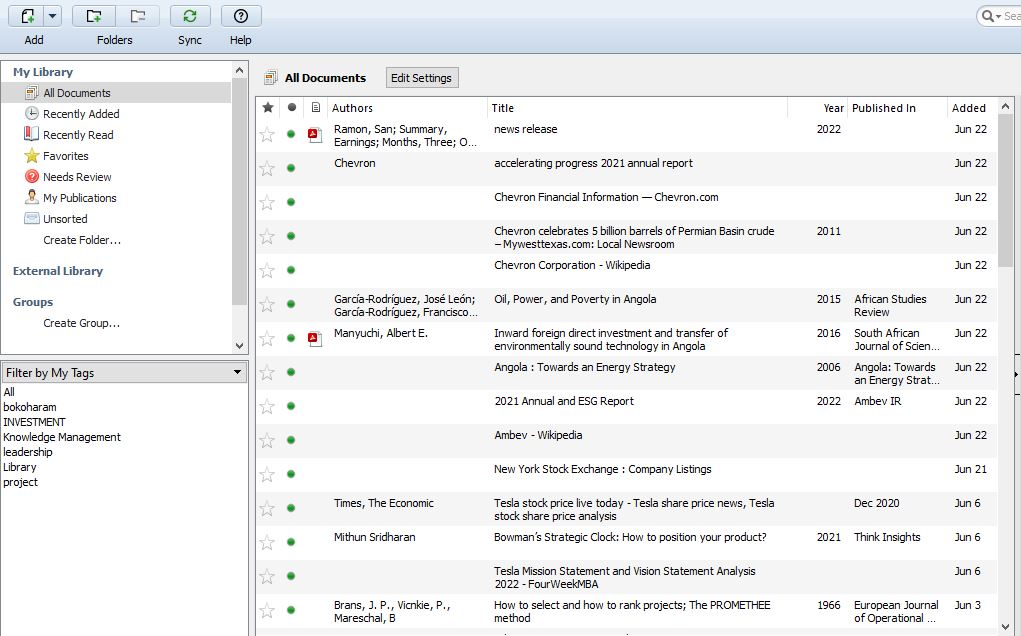 Sea
Add
Folders
Sync
Help
My Library
All Documents
Recently Added
Recently Read
Favorites
Needs Review
My Publications
Unsorted
Create Folder...
External Library
Groups
Create Group...
Filter by My Tags
All
bokoharam
INVESTMENT
Knowledge Management
leadership
Library
project
All Documents Edit Settings
Authors Title Year Published In Added
Ramon, San; Summary, news release 2022 Jun 22
Earnings; Months, Three; O...
Chevron accelerating progress 2021 annual report Jun 22
Chevron Financial Information — Chevron.com Jun 22
Chevron celebrates 5 billion barrels of Permian Basin crude 2011 Jun 22
– Mywesttexas.com: Local Newsroom
Chevron Corporation - Wikipedia Jun 22
García-Rodríguez, José León; Oil, Power, and Poverty in Angola 2015 African Studies Jun 22
García-Rodríguez, Francisco... Review
Manyuchi, Albert E. Inward foreign direct investment and transfer of 2016 South African Jun 22
environmentally sound technology in Angola Journal of Scien...
Angola : Towards an Energy Strategy 2006 Angola: Towards Jun 22
an Energy Strat...
2021 Annual and ESG Report 2022 Ambev IR Jun 22
Ambev - Wikipedia Jun 22
New York Stock Exchange : Company Listings Jun 21
Times, The Economic Tesla stock price live today - Tesla share price news, Tesla Dec 2020 Jun 6
stock share price analysis
Mithun Sridharan Bowman´s Strategic Clock: How to position your product? 2021 Think Insights Jun 6
Tesla Mission Statement and Vision Statement Analysis Jun 6
2022 - FourWeekMBA
Brans, J. P., Vicnkie, P., How to select and how to rank projects; The PROMETHEE 1966 European Journal Jun 3
Mareschal, B method of Operational ...